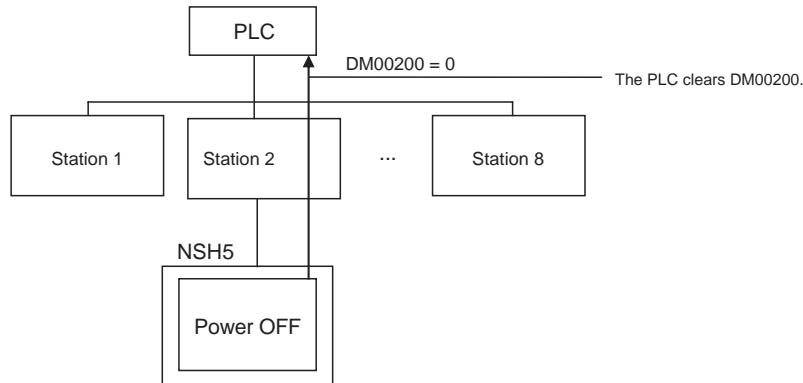 PLC
DM00200 = 0
The PLC clears DM00200.
Station 1
Station 2
...
Station 8
NSH5
Power OFF